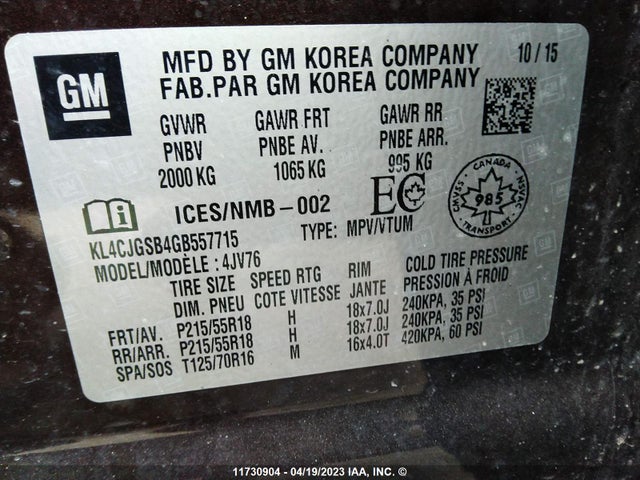 GM
MFD BY GM KOREA COMPANY 10/15
FAB.PAR GM KOREA COMPANY
GVWR GAWR FRT GAWR RR
PNBV PNBE AV. PNBE ARR.
2000 KG 1065 KG 995 KG
ICES/NMB-002 EC
CANADA
CMVSS 985 NSVAC
KL4CJGSB4GB557715 TYPE: MPV/VTUM
MODEL/MODÈLE : 4JV76
TIRE SIZE SPEED RTG RIM COLD TIRE PRESSURE
DIM. PNEU COTE VITESSE JANTE PRESSION À FROID
FRT/AV. P215/55R18 H 18x7.0J 240KPA, 35 PSI
RR/ARR. P215/55R18 H 18x7.0J 240KPA, 35 PSI
SPA/SOS T125/70R16 M 16x4.0T 420KPA, 60 PSI
11730904 - 04/19/2023 IAA, INC. ©